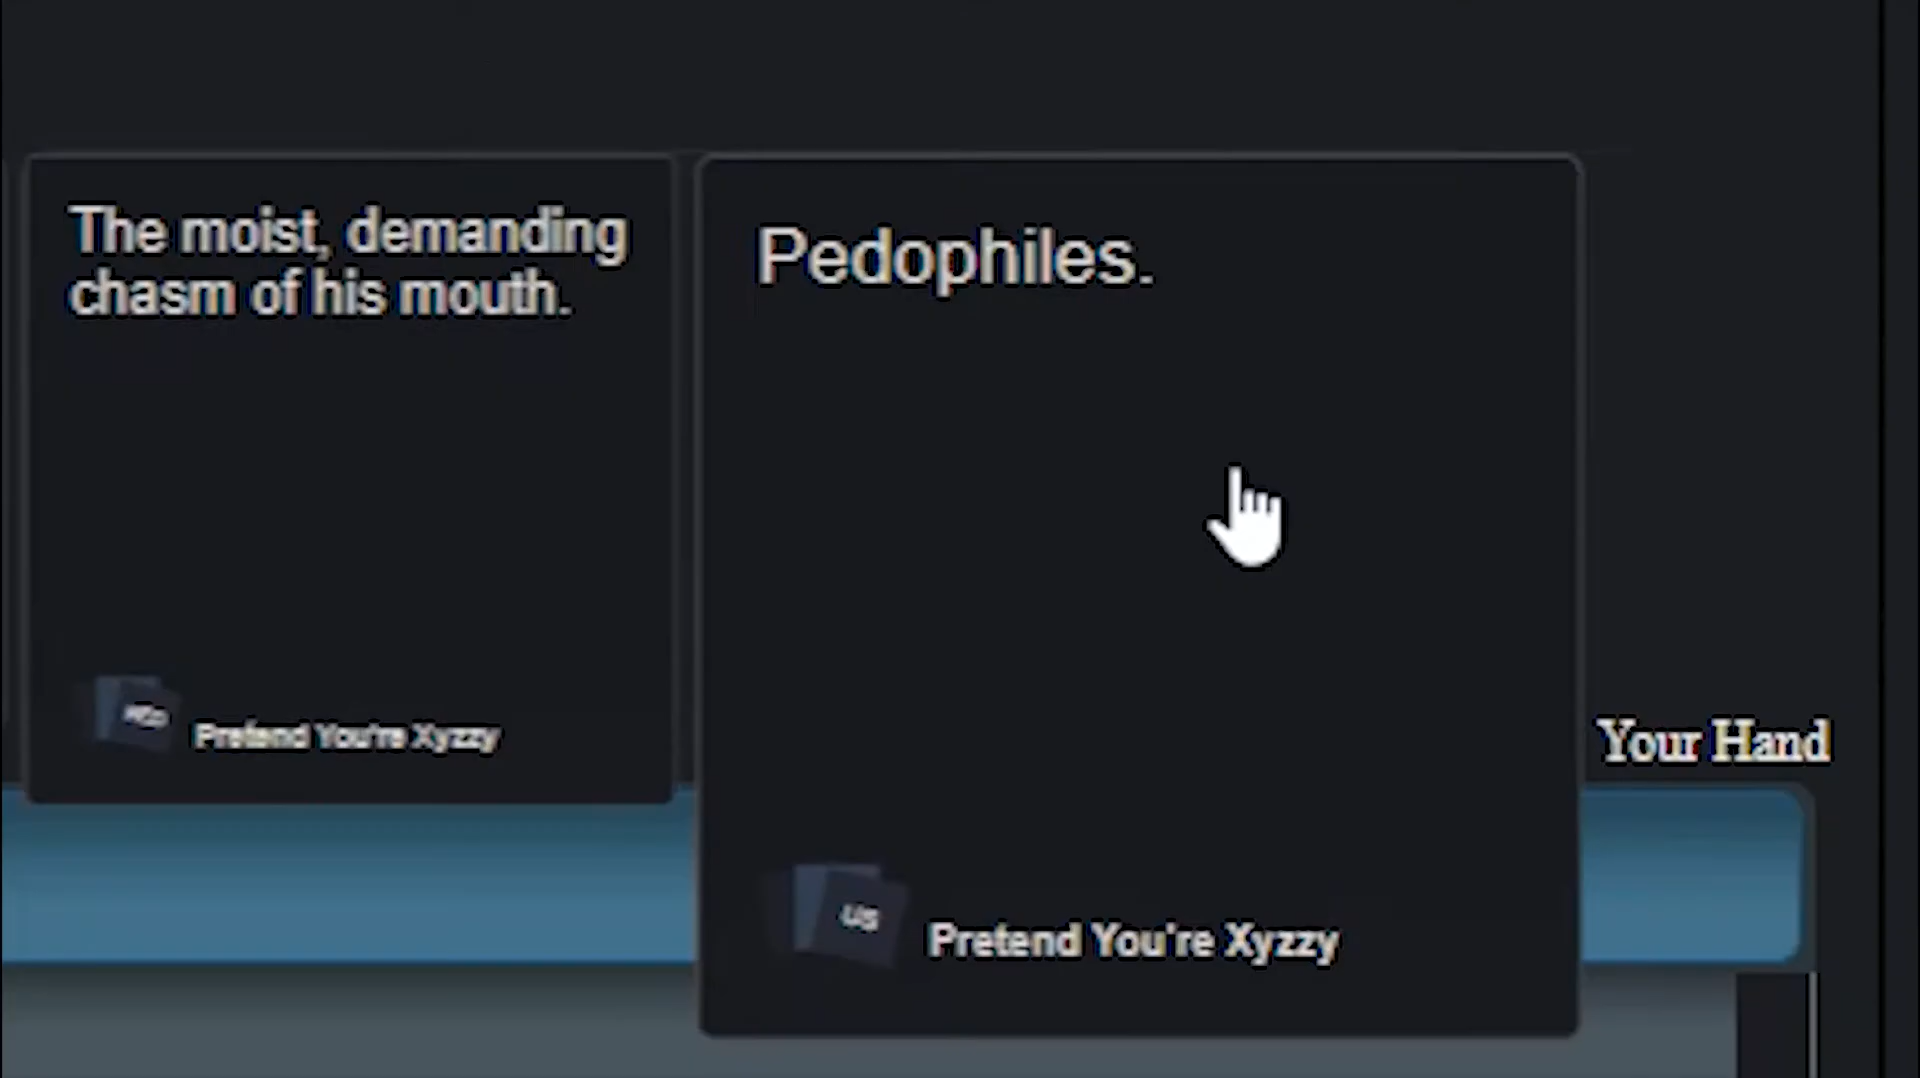 The moist, demanding
chasm of his mouth.
Pretend You're Xyzzy
Pedophiles.
US
Pretend You're Xyzzy
Your Hand